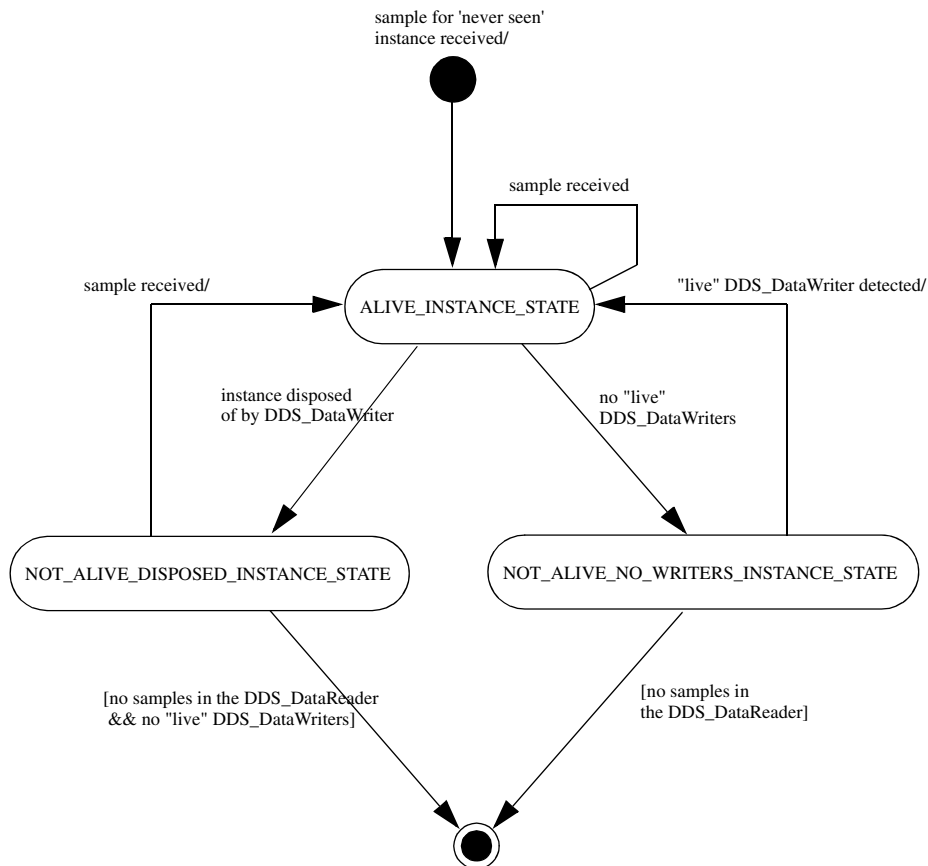 sample for 'never seen'
instance received/
sample received
sample received/
"live" DDS_DataWriter detected/
ALIVE_INSTANCE_STATE
instance disposed
of by DDS_DataWriter
no "live"
DDS_DataWriters
NOT_ALIVE_DISPOSED_INSTANCE_STATE
NOT_ALIVE_NO_WRITERS_INSTANCE_STATE
[no samples in the DDS_DataReader
&& no "live" DDS_DataWriters]
[no samples in
the DDS_DataReader]